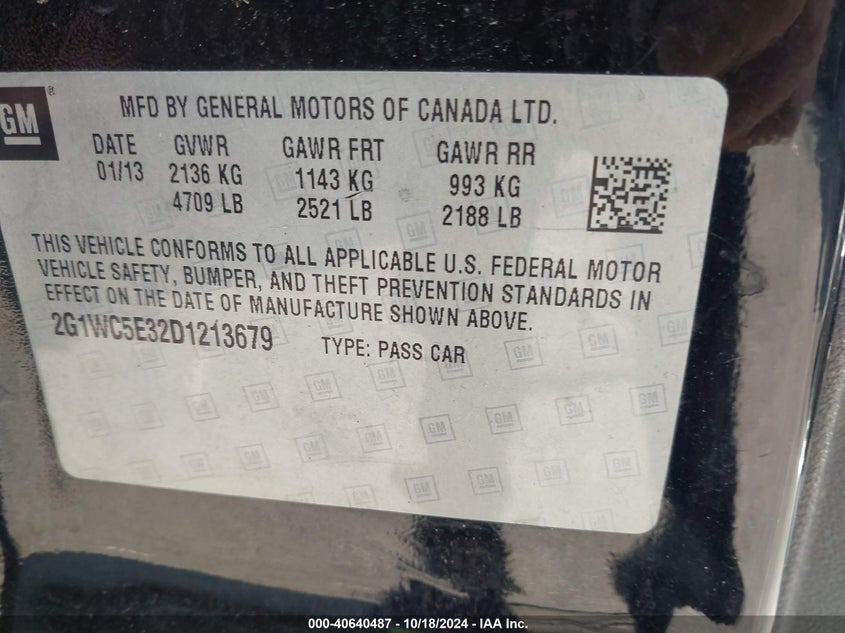 GM
MFD BY GENERAL MOTORS OF CANADA LTD.
DATE GVWR GAWR FRT GAWR RR
01/13 2136 KG 1143 KG 993 KG
4709 LB 2521 LB 2188 LB
THIS VEHICLE CONFORMS TO ALL APPLICABLE U.S. FEDERAL MOTOR
VEHICLE SAFETY, BUMPER, AND THEFT PREVENTION STANDARDS IN
EFFECT ON THE DATE OF MANUFACTURE SHOWN ABOVE.
2G1WC5E32D1213679 TYPE: PASS CAR
000-40640487 - 10/18/2024 - IAA Inc.